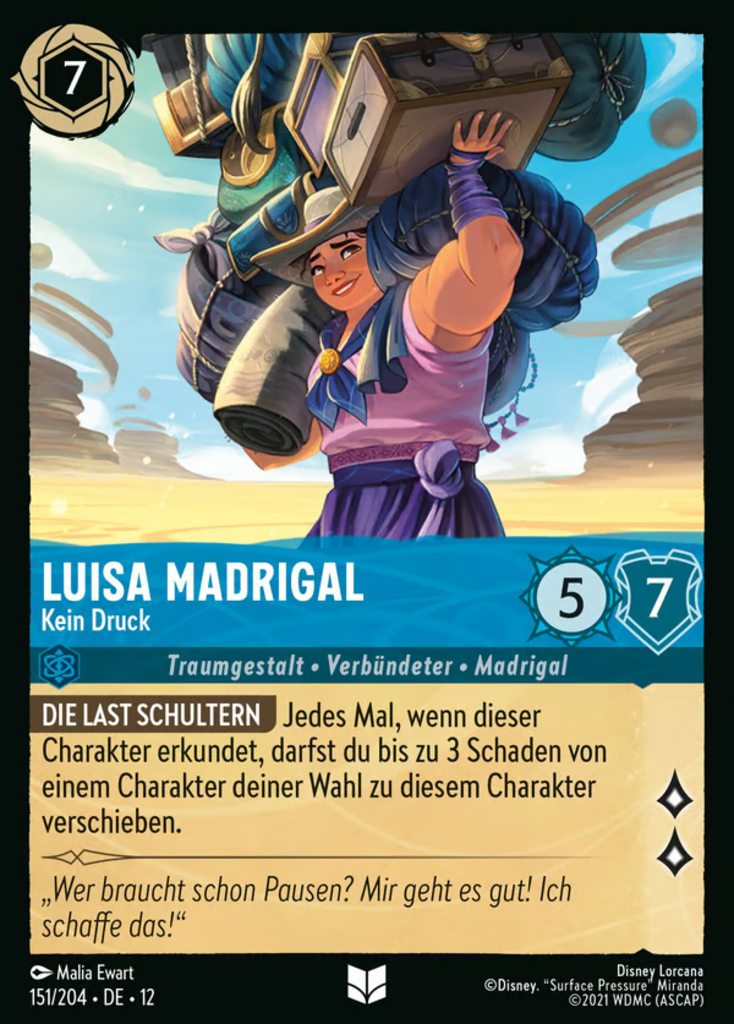 7
LUISA MADRIGAL
Kein Druck
5
7
Traumgestalt • Verbündeter • Madrigal
DIE LAST SCHULTERN Jedes Mal, wenn dieser
Charakter erkundet, darfst du bis zu 3 Schaden von
einem Charakter deiner Wahl zu diesem Charakter
verschieben.
„Wer braucht schon Pausen? Mir geht es gut! Ich
schaffe das!“
Malia Ewart
151/204 • DE • 12
Disney Lorcana
©Disney. “Surface Pressure” Miranda
©2021 WDMC (ASCAP)